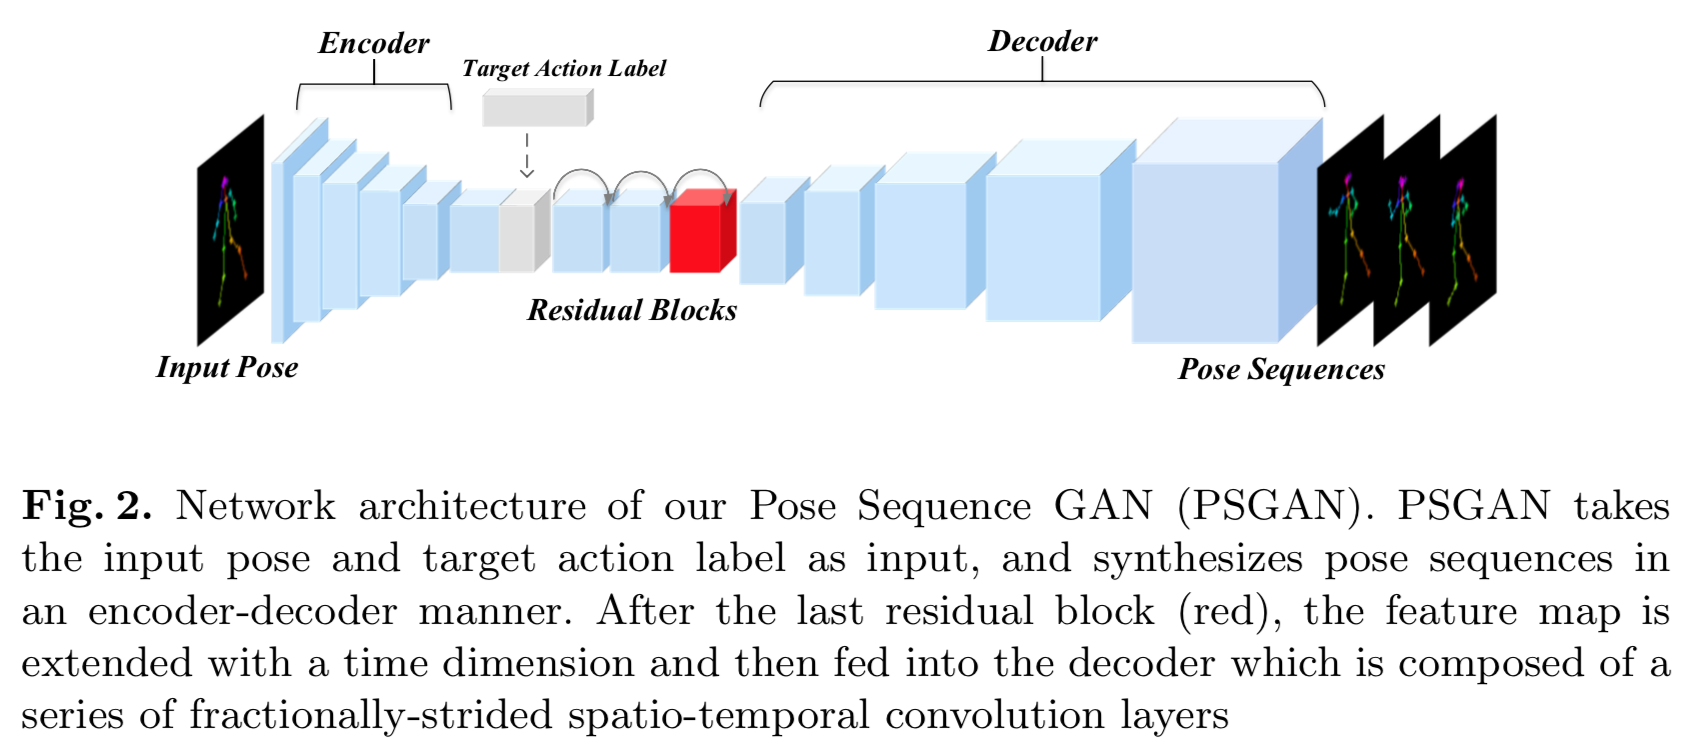 Encoder
Decoder
Target Action Label
Residual Blocks
Input Pose
Pose Sequences
Fig. 2. Network architecture of our Pose Sequence GAN (PSGAN). PSGAN takes
the input pose and target action label as input, and synthesizes pose sequences in
an encoder-decoder manner. After the last residual block (red), the feature map is
extended with a time dimension and then fed into the decoder which is composed of a
series of fractionally-strided spatio-temporal convolution layers